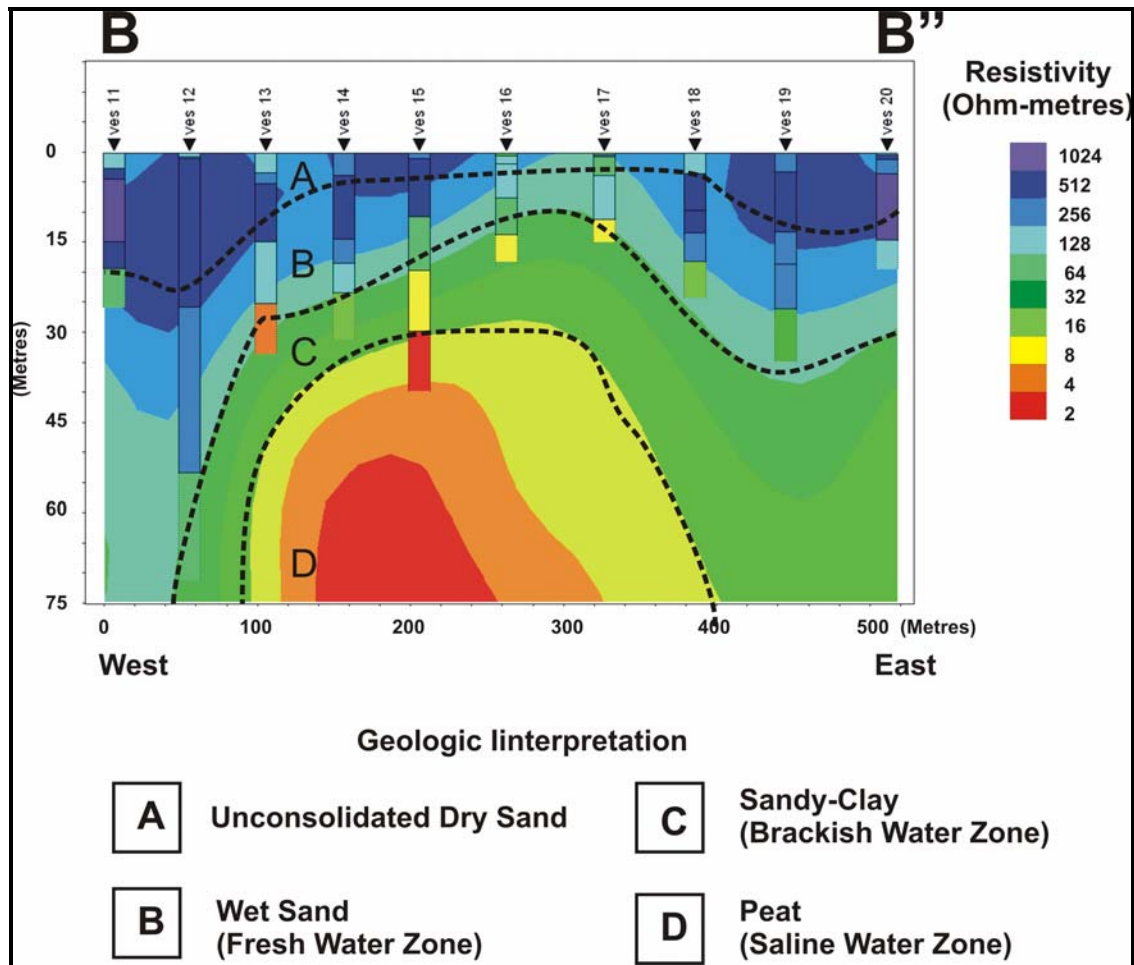 B
B”
ves 11
ves 12
ves 13
ves 14
ves 15
ves 16
ves 17
ves 18
ves 19
ves 20
Resistivity
(Ohm-metres)
1024
512
256
128
64
32
16
8
4
2
(Metres)
0
15
30
45
60
75
A
B
C
D
0
100
200
300
400
500
(Metres)
West
East
Geologic Iinterpretation
A
Unconsolidated Dry Sand
B
Wet Sand
(Fresh Water Zone)
C
Sandy-Clay
(Brackish Water Zone)
D
Peat
(Saline Water Zone)